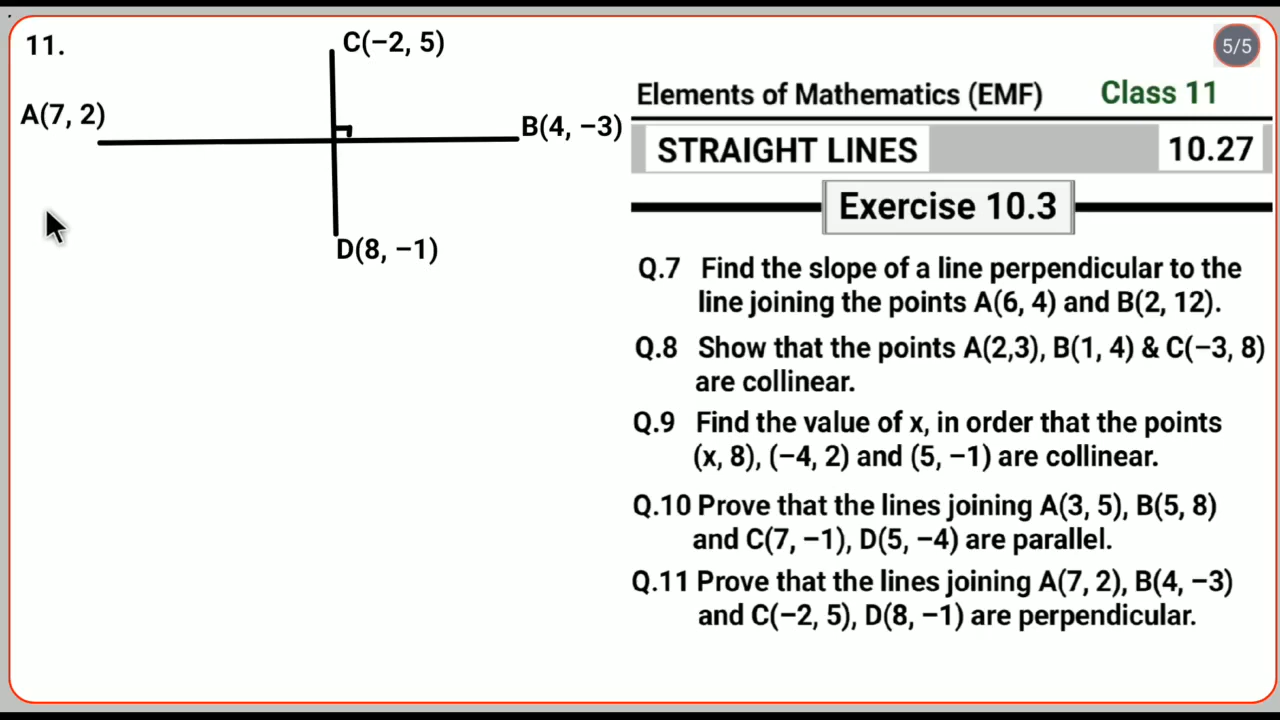 11.
C(−2, 5)
A(7, 2)
B(4, −3)
D(8, −1)
5/5
Elements of Mathematics (EMF) Class 11
STRAIGHT LINES 10.27
Exercise 10.3
Q.7 Find the slope of a line perpendicular to the
line joining the points A(6, 4) and B(2, 12).
Q.8 Show that the points A(2,3), B(1, 4) & C(−3, 8)
are collinear.
Q.9 Find the value of x, in order that the points
(x, 8), (−4, 2) and (5, −1) are collinear.
Q.10 Prove that the lines joining A(3, 5), B(5, 8)
and C(7, −1), D(5, −4) are parallel.
Q.11 Prove that the lines joining A(7, 2), B(4, −3)
and C(−2, 5), D(8, −1) are perpendicular.